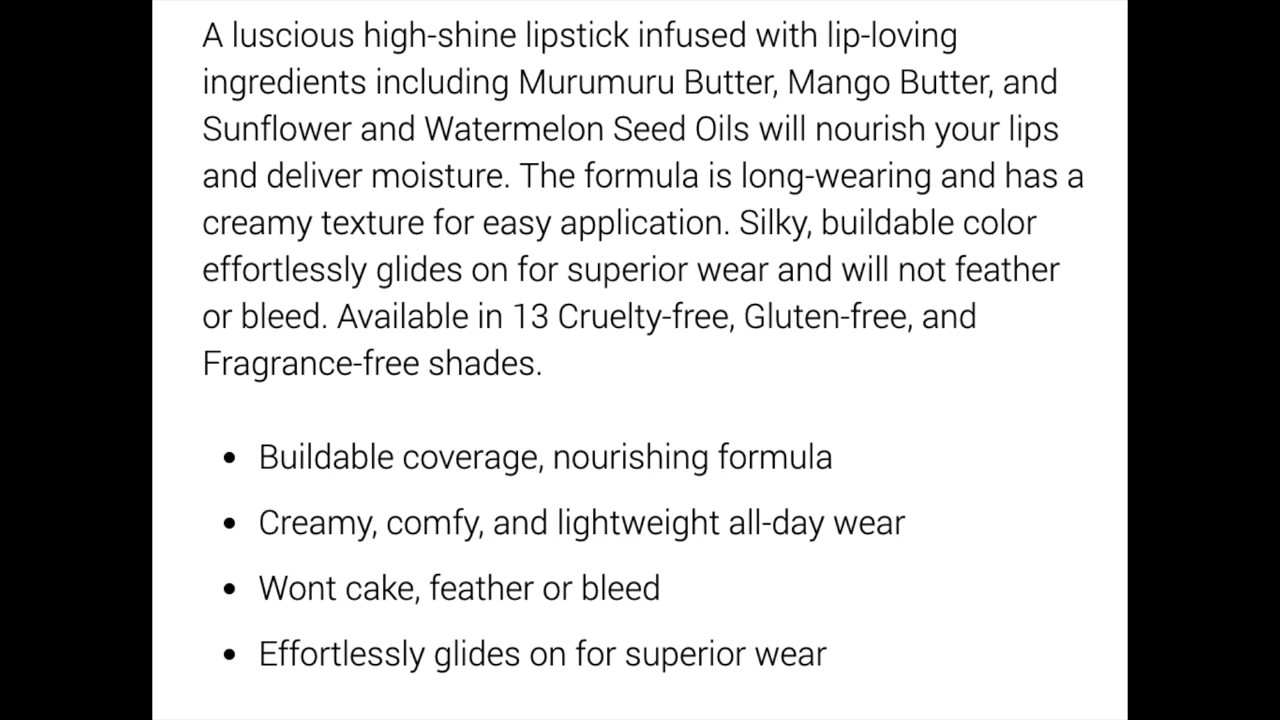 A luscious high-shine lipstick infused with lip-loving
ingredients including Murumuru Butter, Mango Butter, and
Sunflower and Watermelon Seed Oils will nourish your lips
and deliver moisture. The formula is long-wearing and has a
creamy texture for easy application. Silky, buildable color
effortlessly glides on for superior wear and will not feather
or bleed. Available in 13 Cruelty-free, Gluten-free, and
Fragrance-free shades.
• Buildable coverage, nourishing formula
• Creamy, comfy, and lightweight all-day wear
• Wont cake, feather or bleed
• Effortlessly glides on for superior wear